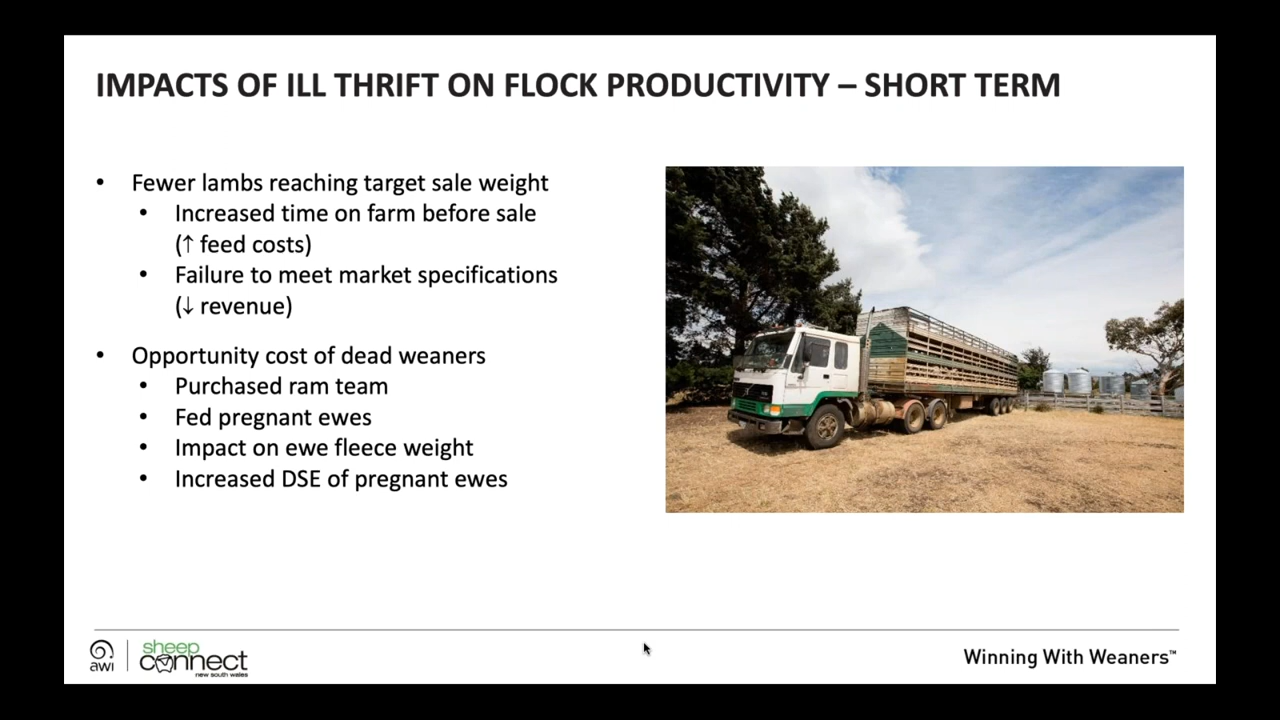 IMPACTS OF ILL THRIFT ON FLOCK PRODUCTIVITY – SHORT TERM
• Fewer lambs reaching target sale weight
• Increased time on farm before sale
(↑ feed costs)
• Failure to meet market specifications
(↓ revenue)
• Opportunity cost of dead weaners
• Purchased ram team
• Fed pregnant ewes
• Impact on ewe fleece weight
• Increased DSE of pregnant ewes
awi
sheep
connect
new south wales
Winning With Weaners™